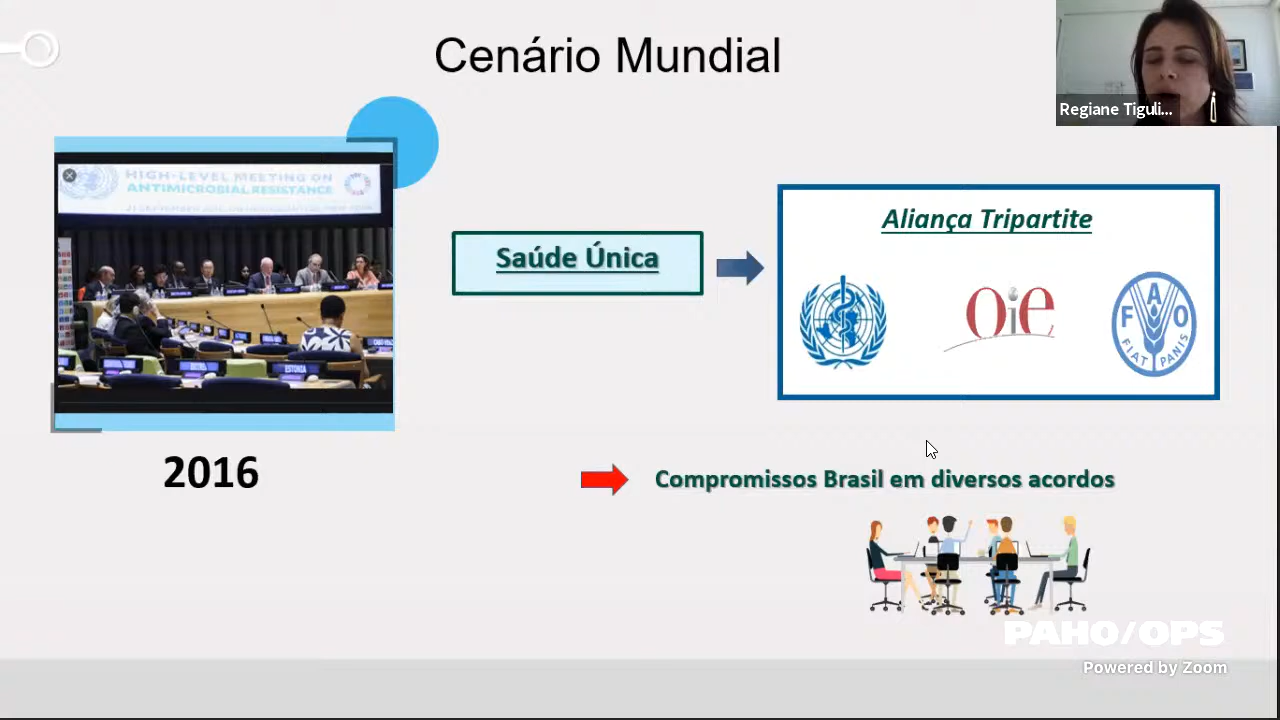 Cenário Mundial
Regiane Tiguli...
HIGH-LEVEL MEETING ON
ANTIMICROBIAL RESISTANCE
Saúde Única
Aliança Tripartite
Oie
F A O
FIAT PANIS
ESTONIA
2016
Compromissos Brasil em diversos acordos
PAHO/OPS
Powered by Zoom